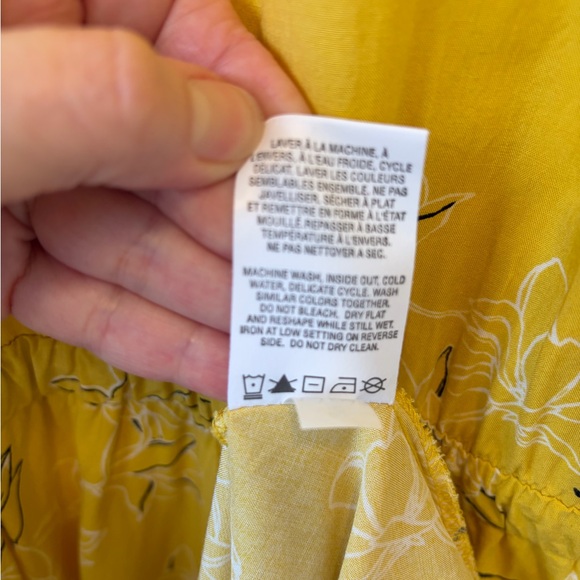 LAVER À LA MACHINE, À
L'ENVERS, À L'EAU FROIDE, CYCLE
DELICAT. LAVER LES COULEURS
SEMBLABLES ENSEMBLE. NE PAS
JAVELLISER. SÉCHER À PLAT
ET REMETTRE EN FORME À L'ÉTAT
MOUILLÉ. REPASSER À BASSE
TEMPÉRATURE À L'ENVERS.
NE PAS NETTOYER A SEC.
MACHINE WASH, INSIDE OUT, COLD
WATER, DELICATE CYCLE. WASH
SIMILAR COLORS TOGETHER.
DO NOT BLEACH. DRY FLAT
AND RESHAPE WHILE STILL WET.
IRON AT LOW SETTING ON REVERSE
SIDE. DO NOT DRY CLEAN.